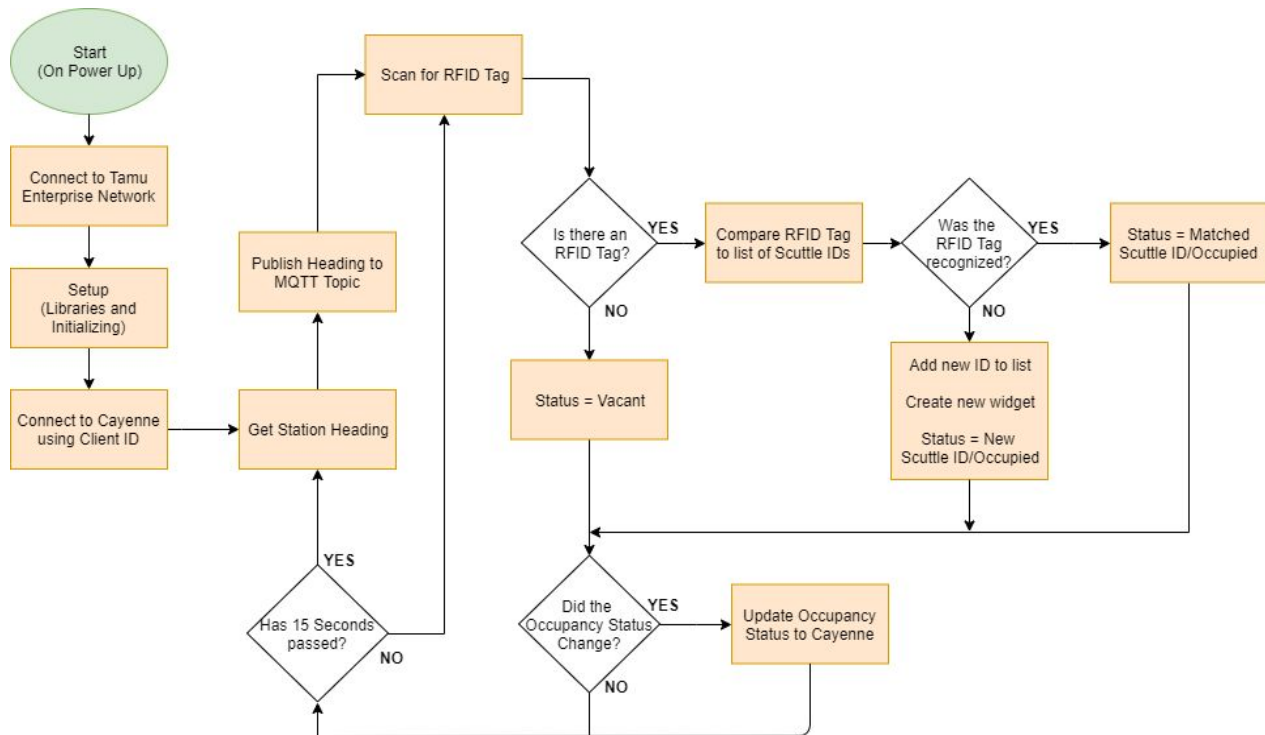 Start
(On Power Up)
Connect to Tamu
Enterprise Network
Setup
(Libraries and
Initializing)
Connect to Cayenne
using Client ID
Get Station Heading
Publish Heading to
MQTT Topic
Scan for RFID Tag
Is there an
RFID Tag?
YES
NO
Compare RFID Tag
to list of Scuttle IDs
Was the
RFID Tag
recognized?
YES
NO
Status = Matched
Scuttle ID/Occupied
Add new ID to list
Create new widget
Status = New
Scuttle ID/Occupied
Status = Vacant
Did the
Occupancy Status
Change?
YES
NO
Update Occupancy
Status to Cayenne
Has 15 Seconds
passed?
YES
NO